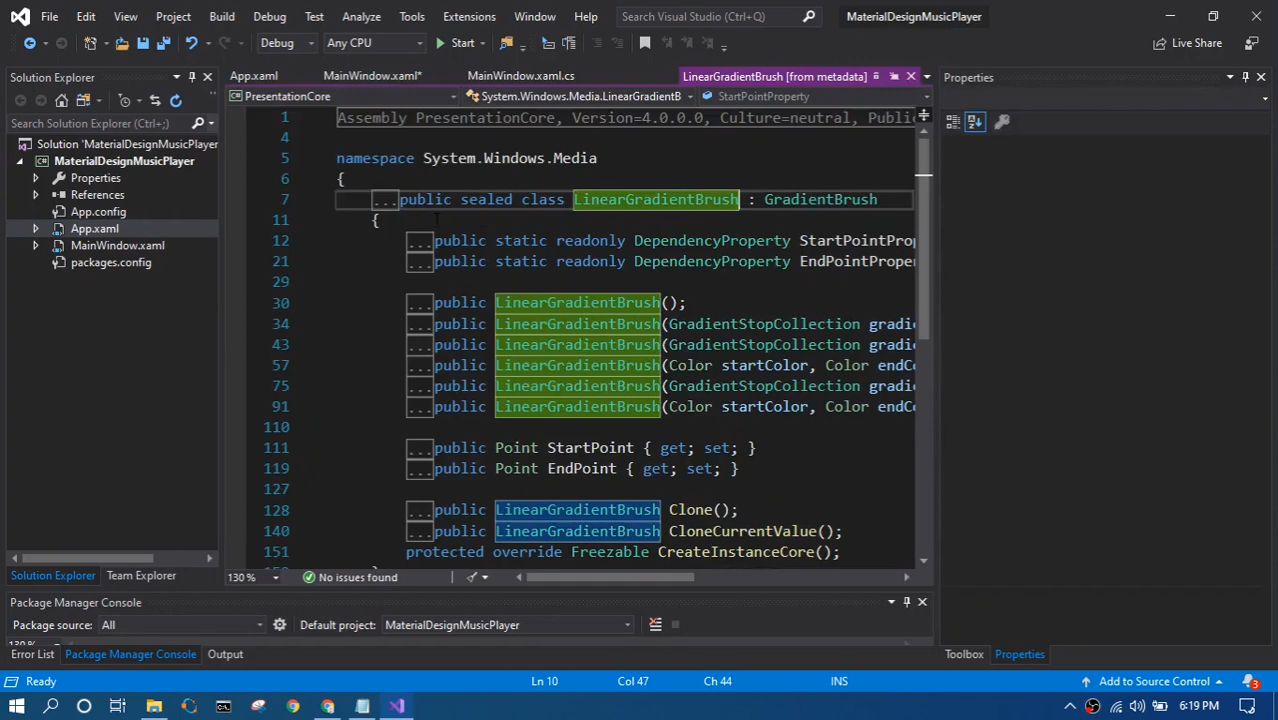 File Edit View Project Build Debug Test Analyze Tools Extensions Window Help Search Visual Studio (Ctrl+Q) MaterialDesignMusicPlayer
Debug Any CPU Start Live Share
Solution Explorer App.xaml MainWindow.xaml* MainWindow.xaml.cs LinearGradientBrush [from metadata] Properties
PresentationCore System.Windows.Media.LinearGradientB StartPointProperty
Search Solution Explorer (Ctrl+;)
Solution 'MaterialDesignMusicPlayer
MaterialDesignMusicPlayer
Properties
References
App.config
App.xaml
MainWindow.xaml
packages.config
1 Assembly PresentationCore, Version=4.0.0.0, Culture=neutral, Public
4
5 namespace System.Windows.Media
6 {
7 ...public sealed class LinearGradientBrush : GradientBrush
11 {
12 ...public static readonly DependencyProperty StartPointProp
21 ...public static readonly DependencyProperty EndPointProper
29
30 ...public LinearGradientBrush();
34 ...public LinearGradientBrush(GradientStopCollection gradie
43 ...public LinearGradientBrush(GradientStopCollection gradie
57 ...public LinearGradientBrush(Color startColor, Color endCo
75 ...public LinearGradientBrush(GradientStopCollection gradie
91 ...public LinearGradientBrush(Color startColor, Color endCo
110
111 ...public Point StartPoint { get; set; }
119 ...public Point EndPoint { get; set; }
127
128 ...public LinearGradientBrush Clone();
140 ...public LinearGradientBrush CloneCurrentValue();
151 protected override Freezable CreateInstanceCore();
Solution Explorer Team Explorer 130 % No issues found
Package Manager Console
Package source: All Default project: MaterialDesignMusicPlayer
Error List Package Manager Console Output Toolbox Properties
Ready Ln 10 Col 47 Ch 44 INS Add to Source Control 3
6:19 PM